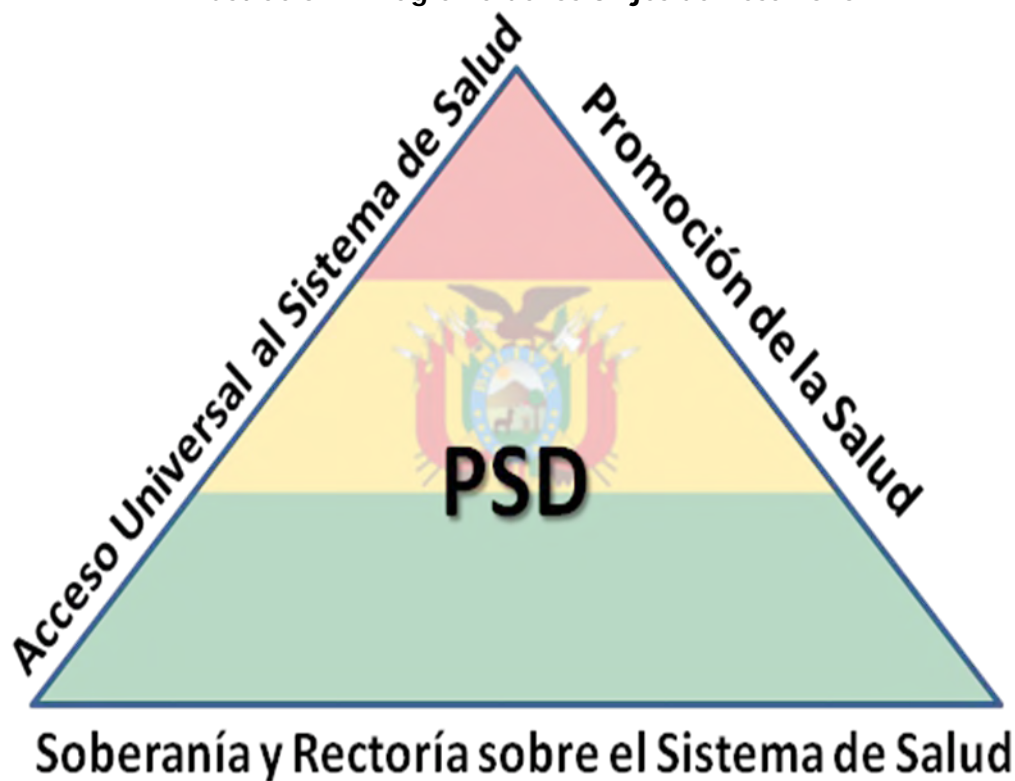 Acceso Universal al Sistema de Salud
Promoción de la Salud
PSD
Soberanía y Rectoría sobre el Sistema de Salud